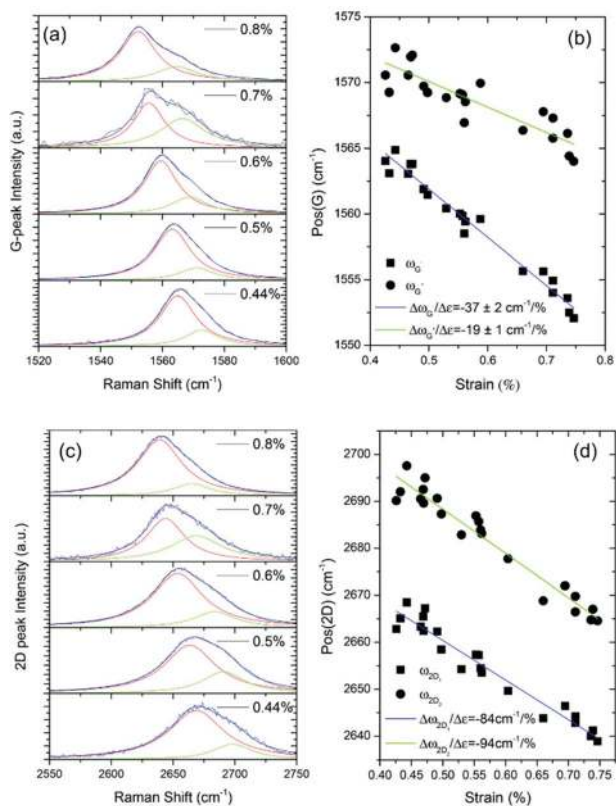 (a)
0.8%
0.7%
0.6%
0.5%
0.44%
G-peak Intensity (a.u.)
1520 1540 1560 1580 1600
Raman Shift (cm⁻¹)
(b)
1575
1570
1565
1560
1555
1550
Pos(G) (cm⁻¹)
ω_G⁻
ω_G⁺
Δω_G⁻/Δε=-37 ± 2 cm⁻¹/%
Δω_G⁺/Δε=-19 ± 1 cm⁻¹/%
0.4 0.5 0.6 0.7 0.8
Strain (%)
(c)
0.8%
0.7%
0.6%
0.5%
0.44%
2D peak Intensity (a.u.)
2550 2600 2650 2700 2750
Raman Shift (cm⁻¹)
(d)
2700
2690
2680
2670
2660
2650
2640
Pos(2D) (cm⁻¹)
ω_2D₁
ω_2D₂
Δω_2D₁/Δε=-84cm⁻¹/%
Δω_2D₂/Δε=-94cm⁻¹/%
0.40 0.45 0.50 0.55 0.60 0.65 0.70 0.75
Strain (%)